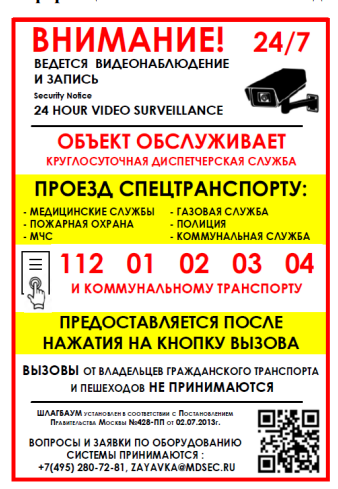 ВНИМАНИЕ! 24/7
ВЕДЕТСЯ ВИДЕОНАБЛЮДЕНИЕ
И ЗАПИСЬ
Security Notice
24 HOUR VIDEO SURVEILLANCE
ОБЪЕКТ ОБСЛУЖИВАЕТ
КРУГЛОСУТОЧНАЯ ДИСПЕТЧЕРСКАЯ СЛУЖБА
ПРОЕЗД СПЕЦТРАНСПОРТУ:
- МЕДИЦИНСКИЕ СЛУЖБЫ - ГАЗОВАЯ СЛУЖБА
- ПОЖАРНАЯ ОХРАНА - ПОЛИЦИЯ
- МЧС - КОММУНАЛЬНАЯ СЛУЖБА
112 01 02 03 04
И КОММУНАЛЬНОМУ ТРАНСПОРТУ
ПРЕДОСТАВЛЯЕТСЯ ПОСЛЕ
НАЖАТИЯ НА КНОПКУ ВЫЗОВА
ВЫЗОВЫ ОТ ВЛАДЕЛЬЦЕВ ГРАЖДАНСКОГО ТРАНСПОРТА
И ПЕШЕХОДОВ НЕ ПРИНИМАЮТСЯ
ШЛАГБАУМ УСТАНОВЛЕН В СООТВЕТСТВИИ С ПОСТАНОВЛЕНИЕМ
ПРАВИТЕЛЬСТВА МОСКВЫ №428-ПП ОТ 02.07.2013г.
ВОПРОСЫ И ЗАЯВКИ ПО ОБОРУДОВАНИЮ
СИСТЕМЫ ПРИНИМАЮТСЯ :
+7(495) 280-72-81, ZAYAVKA@MDSEC.RU